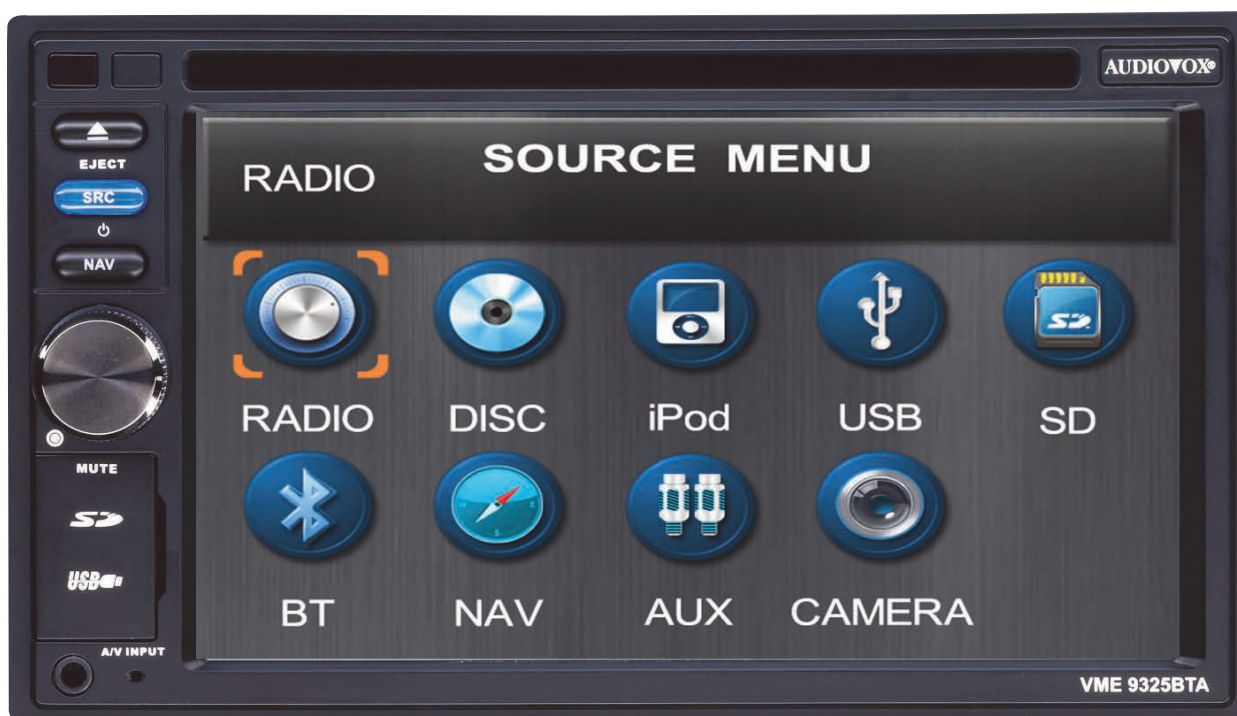 AUDIOVOX®
EJECT
SRC
NAV
MUTE
SD
USB
A/V INPUT
SOURCE MENU
RADIO
RADIO DISC iPod USB SD
BT NAV AUX CAMERA
VME 9325BTA